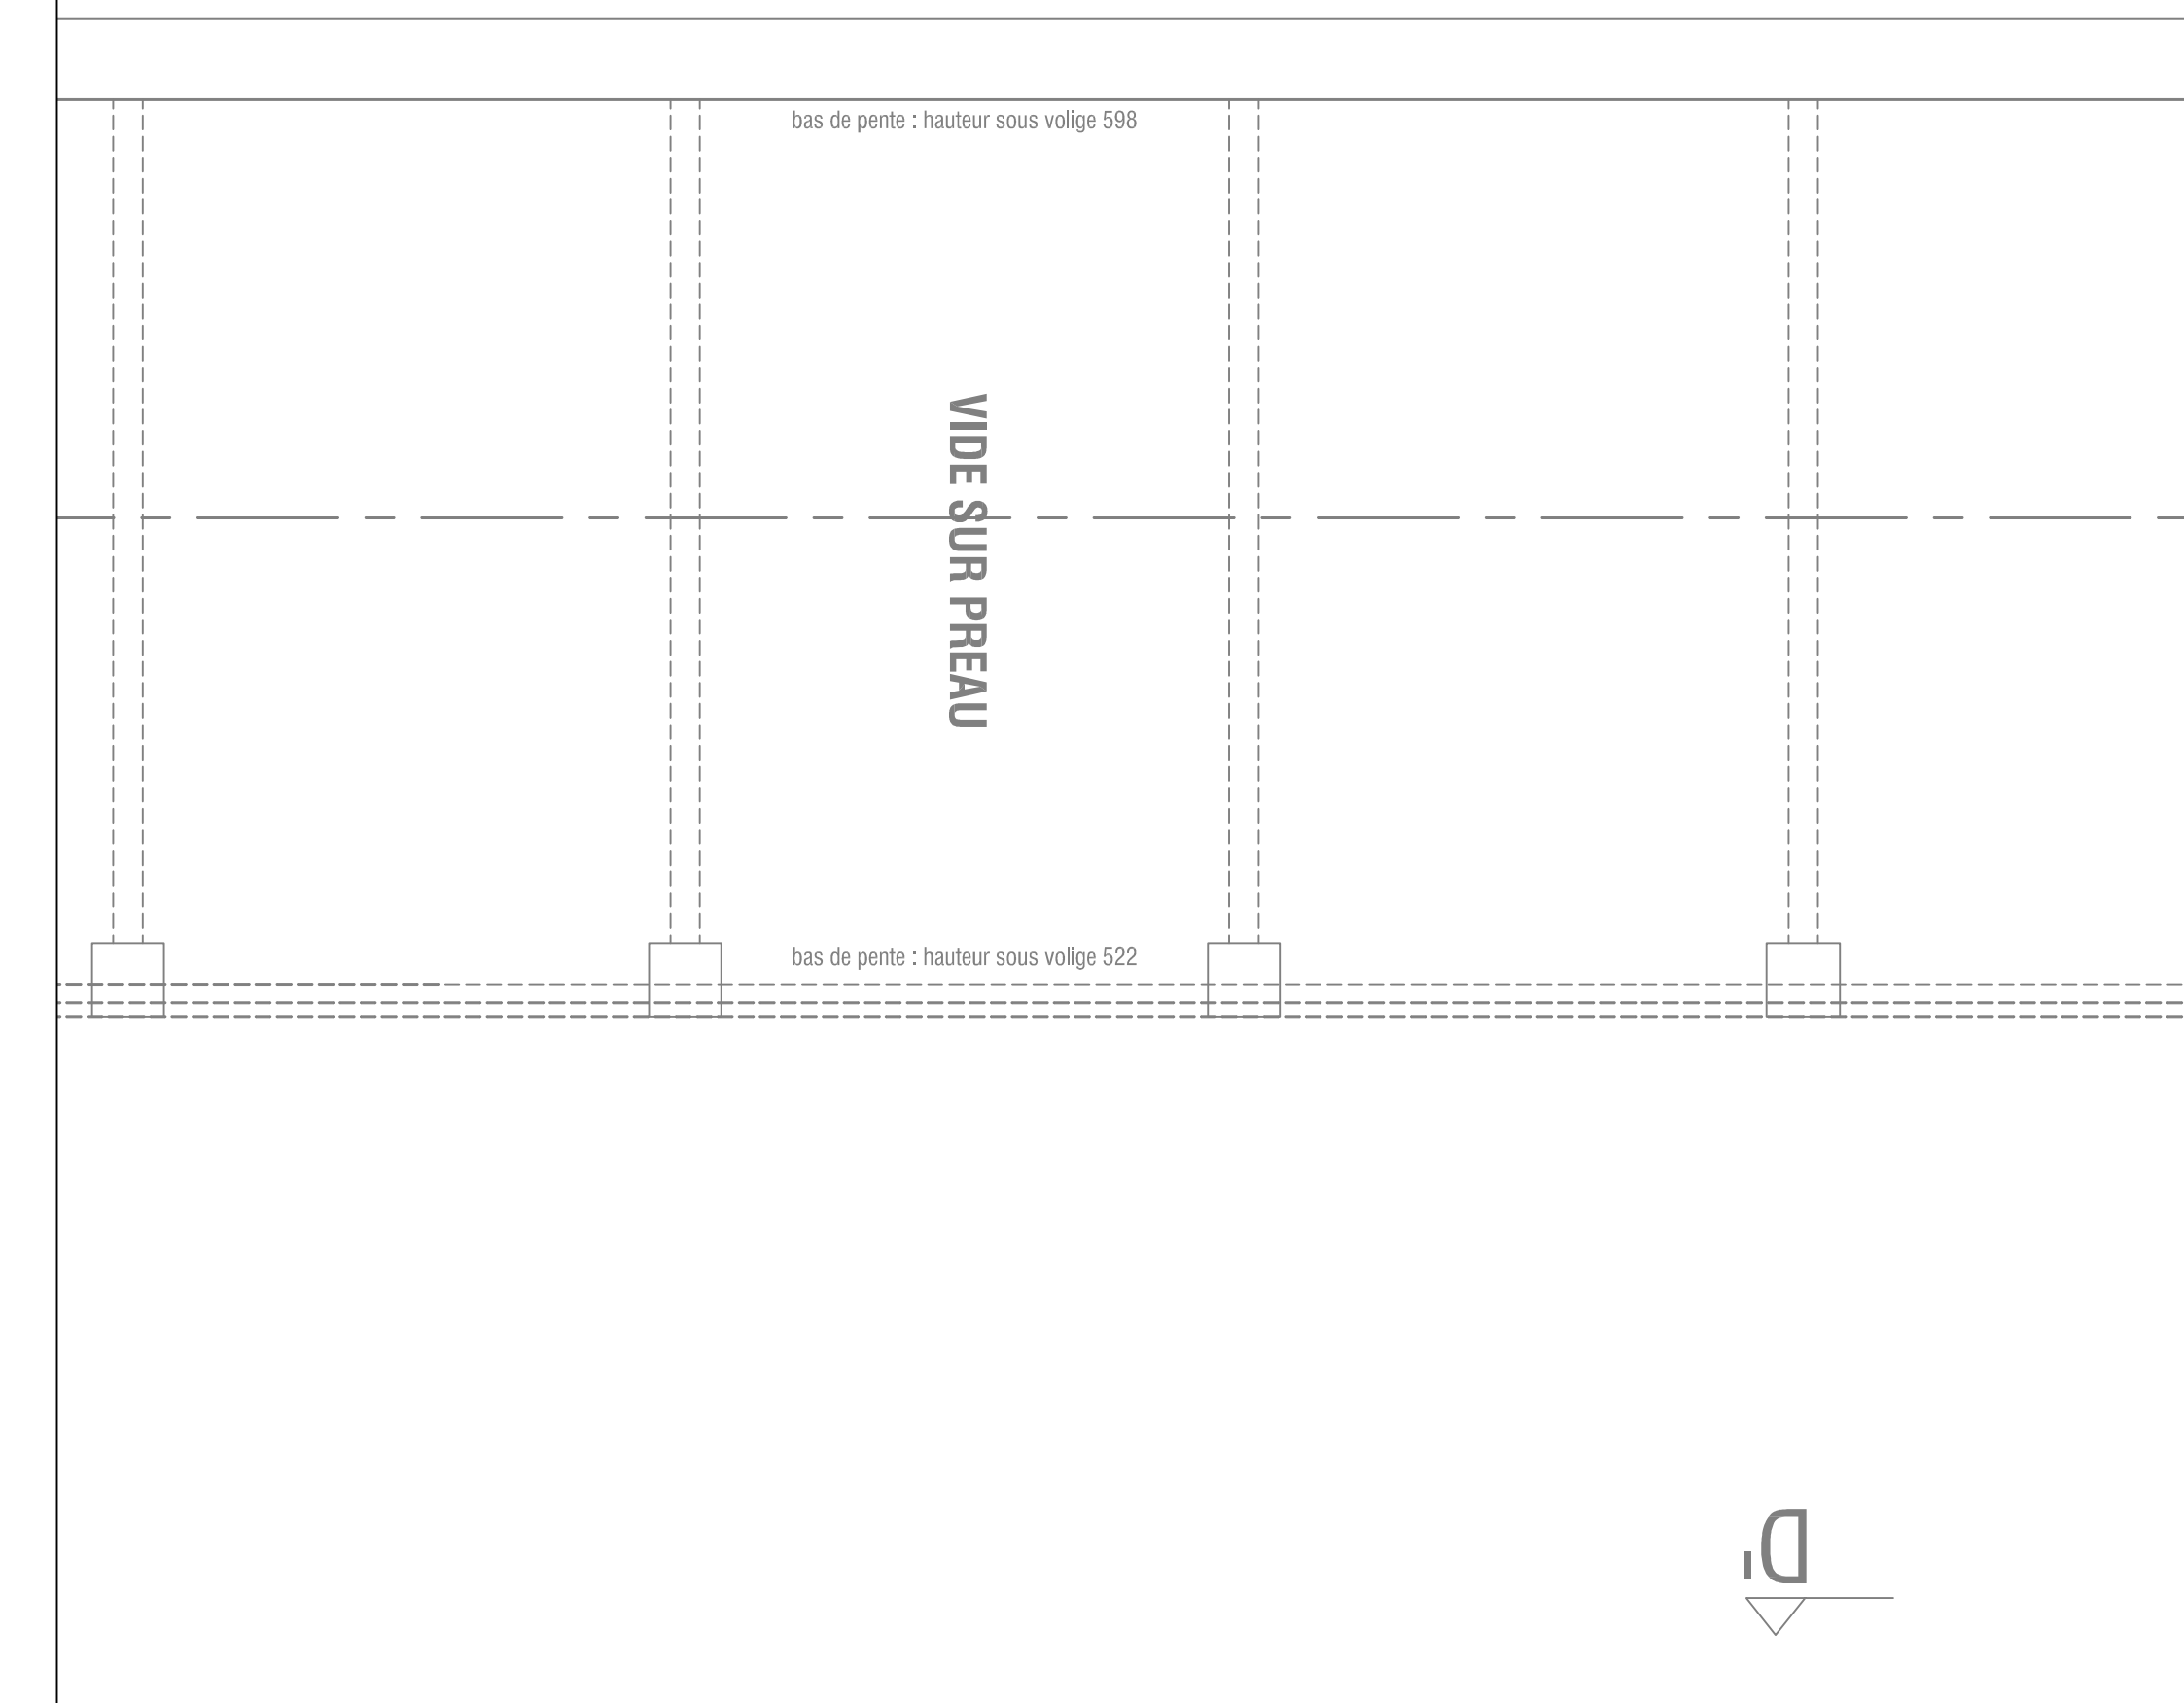 bas de pente : hauteur sous volige 598
VIDE SUR PREAU
bas de pente : hauteur sous volige 522
D'